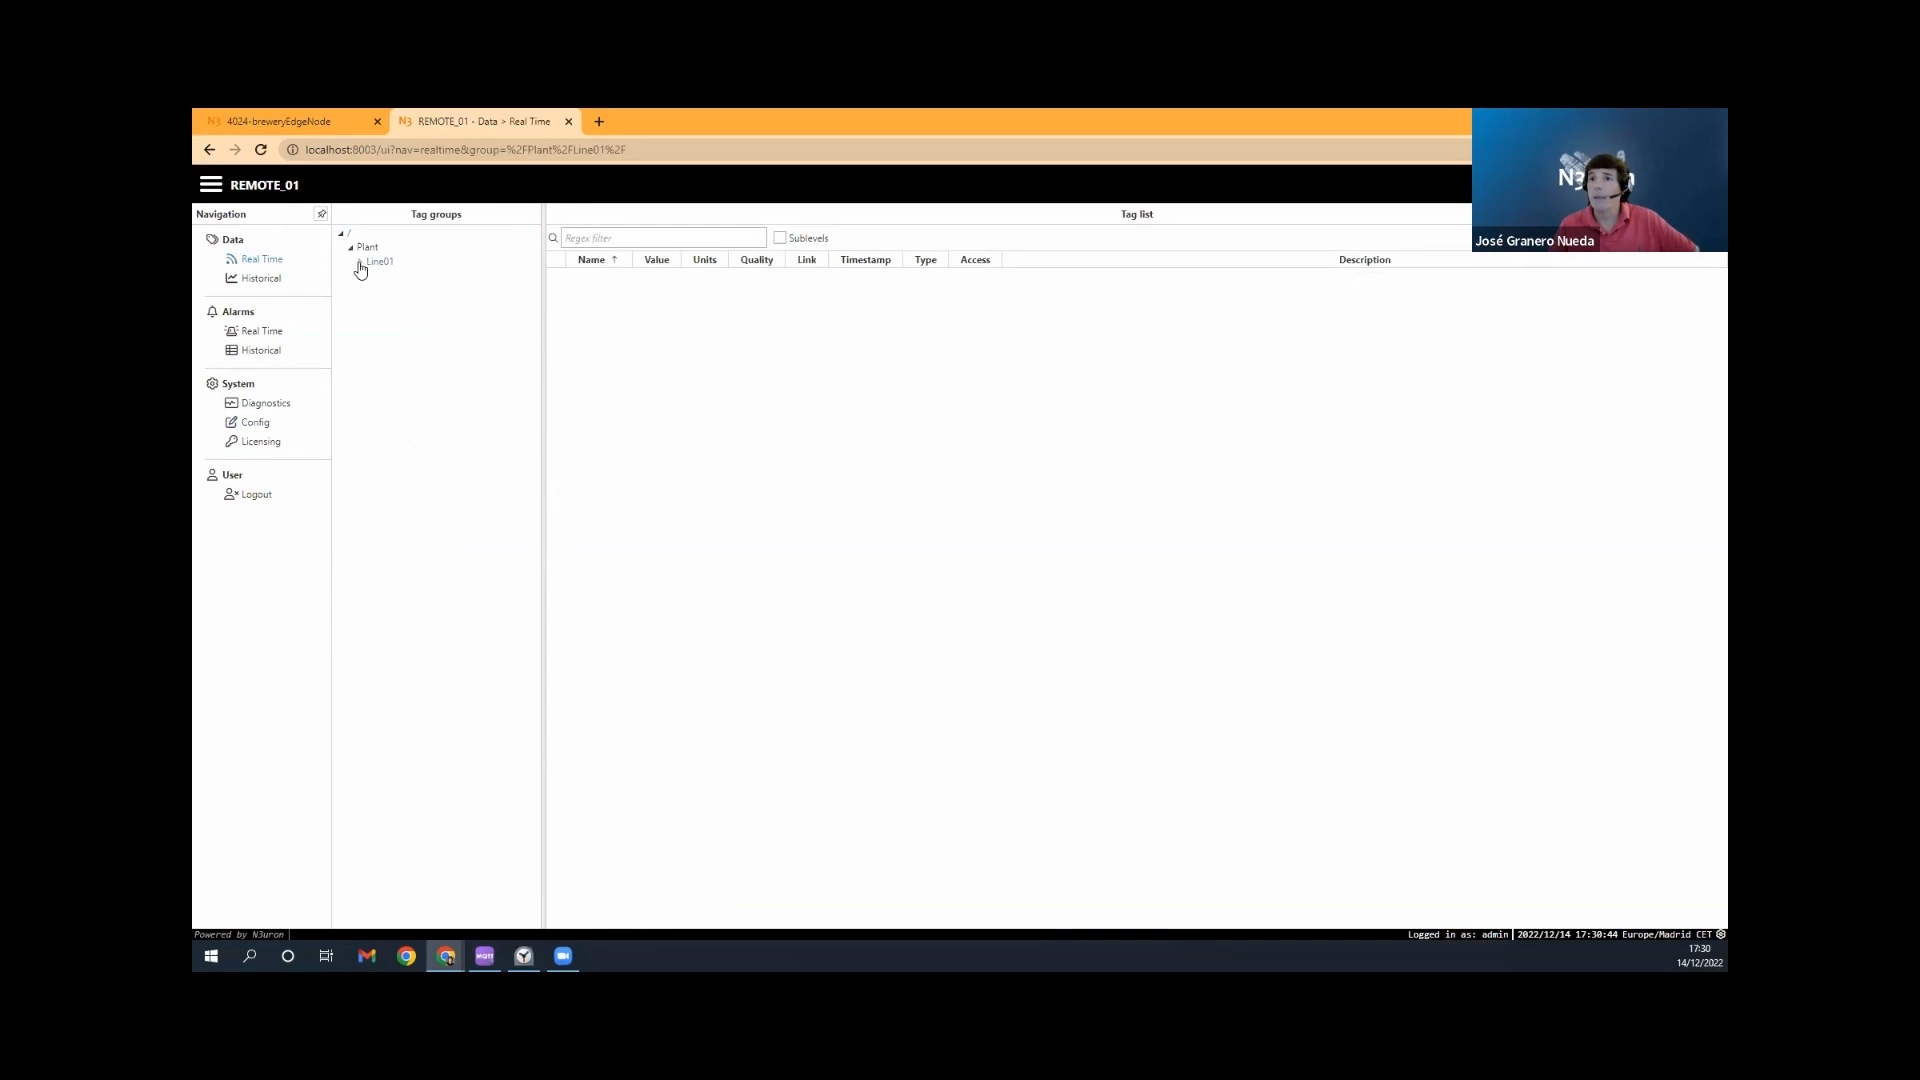 4024-breweryEdgeNode
REMOTE_01 - Data > Real Time
localhost:8003/ui?nav=realtime&group=%2FPlant%2FLine01%2F
REMOTE_01
Navigation
Tag groups
Tag list
Data
Real Time
Historical
Alarms
Real Time
Historical
System
Diagnostics
Config
Licensing
User
Logout
/
Plant
Line01
Regex filter
Sublevels
Name ↑ Value Units Quality Link Timestamp Type Access Description
José Granero Nueda
Powered by N3uron
Logged in as: admin | 2022/12/14 17:30:44 Europe/Madrid CET
MQTT
17:30
14/12/2022